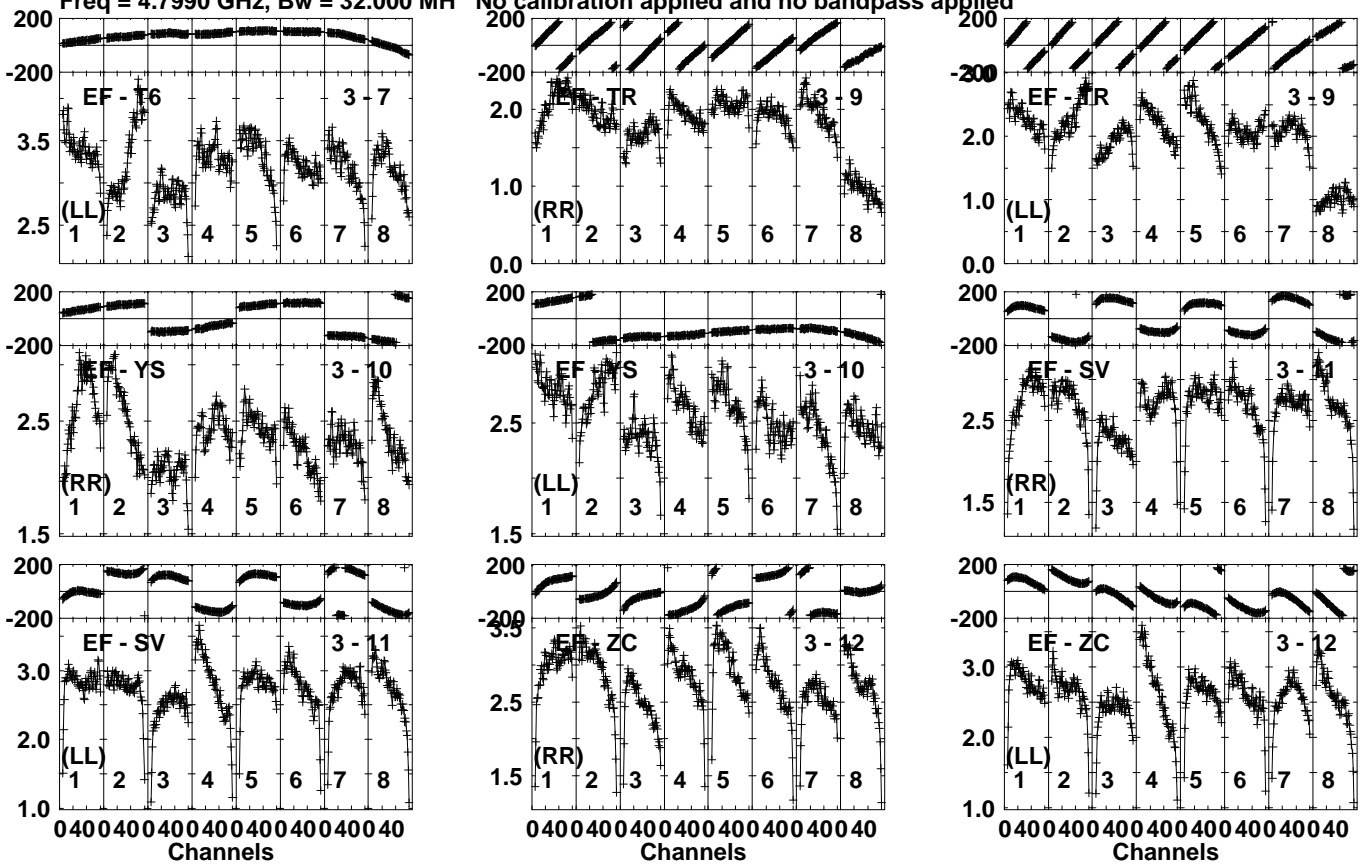 Freq = 4.7990 GHz, Bw = 32.000 MH No calibration applied and no bandpass applied
200 200 200
-200 -200 -200
EF - T6 3 - 7 EF - TR 3 - 9 3.0 EF - TR 3 - 9
3.5 2.0 2.0
2.5 1.0 1.0
(LL) (RR) (LL)
1 2 3 4 5 6 7 8 1 2 3 4 5 6 7 8 1 2 3 4 5 6 7 8
0.0 0.0
200 200 200
-200 -200 -200
EF - YS 3 - 10 EF - YS 3 - 10 EF - SV 3 - 11
2.5 2.5 2.5
(RR) (LL) (RR)
1 2 3 4 5 6 7 8 1 2 3 4 5 6 7 8 1 2 3 4 5 6 7 8
1.5 1.5 1.5
200 200 200
-200 -200 -200
EF - SV 3 - 11 3.5 EF - ZC 3 - 12 EF - ZC 3 - 12
3.0 2.5 3.0
2.0 1.5 2.0
(LL) (RR) (LL)
1 2 3 4 5 6 7 8 1 2 3 4 5 6 7 8 1 2 3 4 5 6 7 8
1.0 1.0
0 40 0 40 0 40 0 40 0 40 0 40 0 40 0 40 0 40 0 40 0 40 0 40 0 40 0 40 0 40 0 40 0 40 0 40 0 40 0 40 0 40 0 40 0 40 0 40
Channels Channels Channels